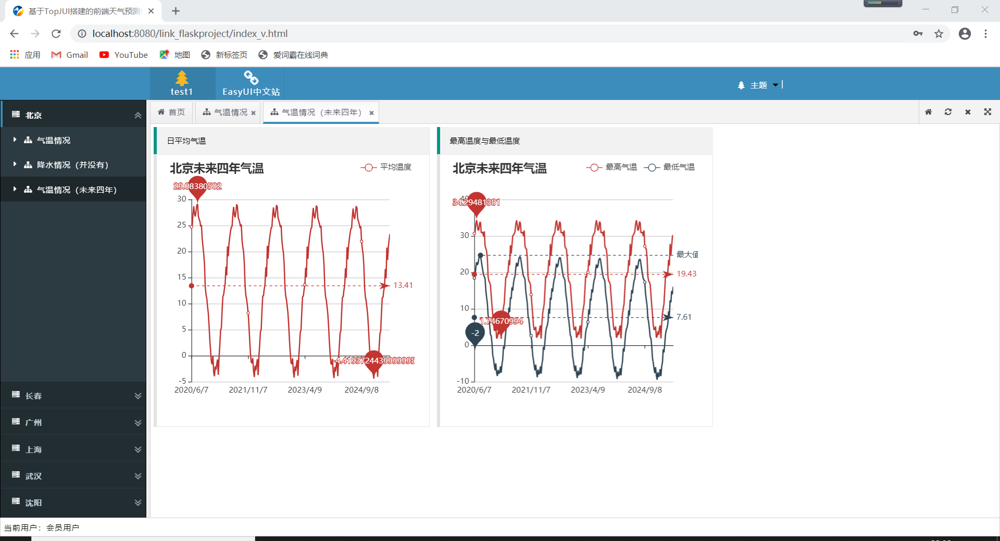 基于TopJUI搭建的前端天气预测
localhost:8080/link_flaskproject/index_v.html
应用 Gmail YouTube 地图 新标签页 爱词霸在线词典
test1 EasyUI中文站 主题
北京
气温情况
降水情况（并没有）
气温情况（未来四年）
长春
广州
上海
武汉
沈阳
首页 气温情况 气温情况（未来四年）
日平均气温
北京未来四年气温 平均温度
29.08380502
30
25
20
15
10
5
0
-5
13.41
-4.4193724439999995
2020/6/7 2021/11/7 2023/4/9 2024/9/8
最高温度与最低温度
北京未来四年气温 最高气温 最低气温
40
34.29481381
30
20
10
0
-10
最大值
19.43
7.61
1.74670994
-2
2020/6/7 2021/11/7 2023/4/9 2024/9/8
当前用户：会员用户